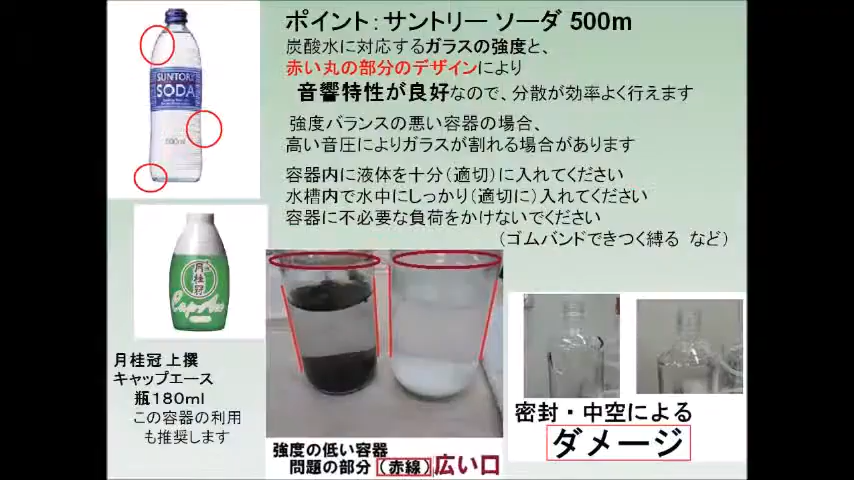 ポイント：サントリー ソーダ 500m
炭酸水に対応するガラスの強度と、
赤い丸の部分のデザインにより
音響特性が良好なので、分散が効率よく行えます
強度バランスの悪い容器の場合、
高い音圧によりガラスが割れる場合があります
容器内に液体を十分（適切）に入れてください
水槽内で水中にしっかり（適切に）入れてください
容器に不必要な負荷をかけないでください
（ゴムバンドできつく縛る など）
SUNTORY
SODA
500ml
月桂冠
月桂冠 上撰
キャップエース
瓶180ml
この容器の利用
も推奨します
強度の低い容器
問題の部分（赤線）広い口
密封・中空による
ダメージ